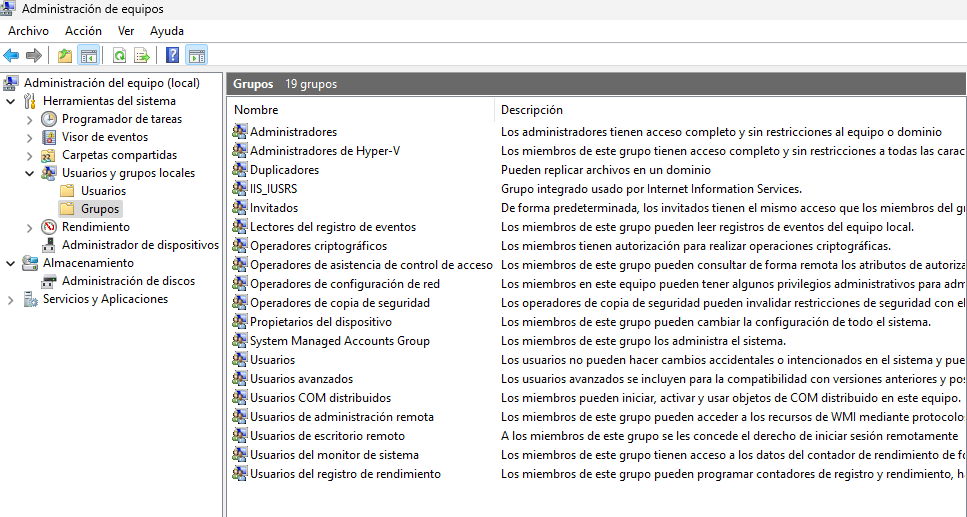 Administración de equipos
Archivo Acción Ver Ayuda
Administración del equipo (local)
Herramientas del sistema
Programador de tareas
Visor de eventos
Carpetas compartidas
Usuarios y grupos locales
Usuarios
Grupos
Rendimiento
Administrador de dispositivos
Almacenamiento
Administración de discos
Servicios y Aplicaciones
Grupos 19 grupos
Nombre Descripción
Administradores Los administradores tienen acceso completo y sin restricciones al equipo o dominio
Administradores de Hyper-V Los miembros de este grupo tienen acceso completo y sin restricciones a todas las carac
Duplicadores Pueden replicar archivos en un dominio
IIS_IUSRS Grupo integrado usado por Internet Information Services.
Invitados De forma predeterminada, los invitados tienen el mismo acceso que los miembros del
Lectores del registro de eventos Los miembros de este grupo pueden leer registros de eventos del equipo local.
Operadores criptográficos Los miembros tienen autorización para realizar operaciones criptográficas.
Operadores de asistencia de control de acceso Los miembros de este grupo pueden consultar de forma remota los atributos de autoriza
Operadores de configuración de red Los miembros en este equipo pueden tener algunos privilegios administrativos para adm
Operadores de copia de seguridad Los operadores de copia de seguridad pueden invalidar restricciones de seguridad con el
Propietarios del dispositivo Los miembros de este grupo pueden cambiar la configuración de todo el sistema.
System Managed Accounts Group Los miembros de este grupo los administra el sistema.
Usuarios Los usuarios no pueden hacer cambios accidentales o intencionados en el sistema y pue
Usuarios avanzados Los usuarios avanzados se incluyen para la compatibilidad con versiones anteriores y pos
Usuarios COM distribuidos Los miembros pueden iniciar, activar y usar objetos de COM distribuido en este equipo.
Usuarios de administración remota Los miembros de este grupo pueden acceder a los recursos de WMI mediante protocolo
Usuarios de escritorio remoto A los miembros de este grupo se les concede el derecho de iniciar sesión remotamente
Usuarios del monitor de sistema Los miembros de este grupo tienen acceso a los datos del contador de rendimiento de fo
Usuarios del registro de rendimiento Los miembros de este grupo pueden programar contadores de registro y rendimiento, h